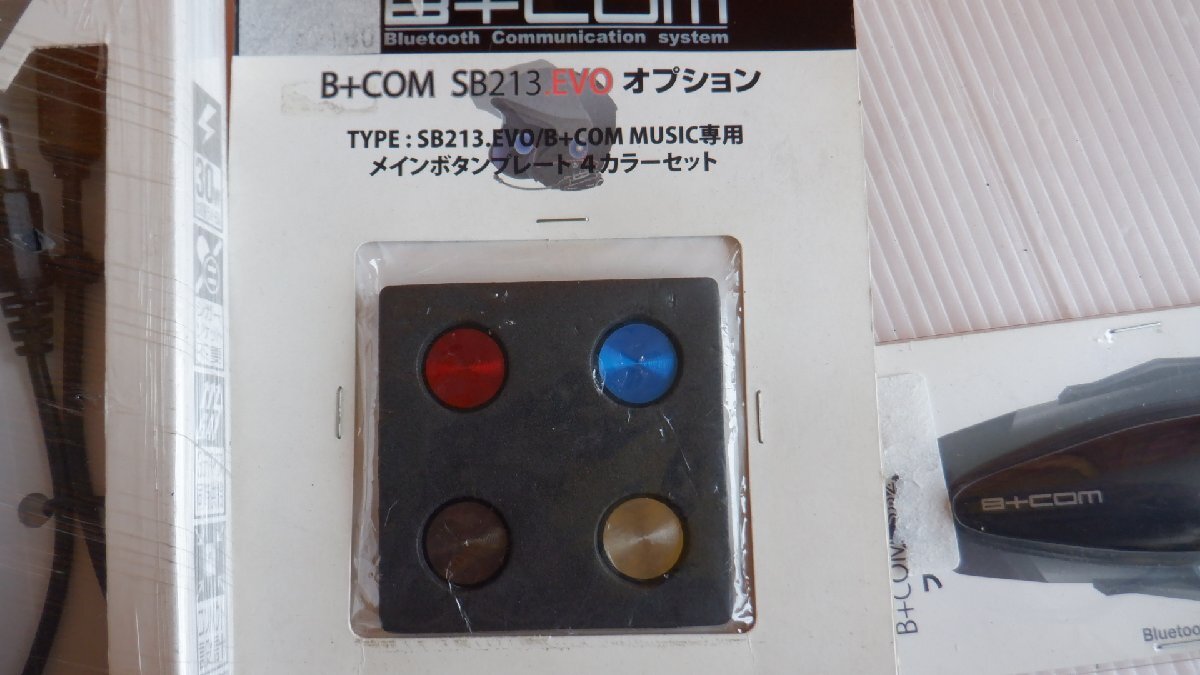 B+COM
Bluetooth Communication system
B+COM SB213.EVO オプション
TYPE : SB213.EVO/B+COM MUSIC専用
メインボタンプレート 4カラーセット
30
B+COM
B+COM
Bluetoo